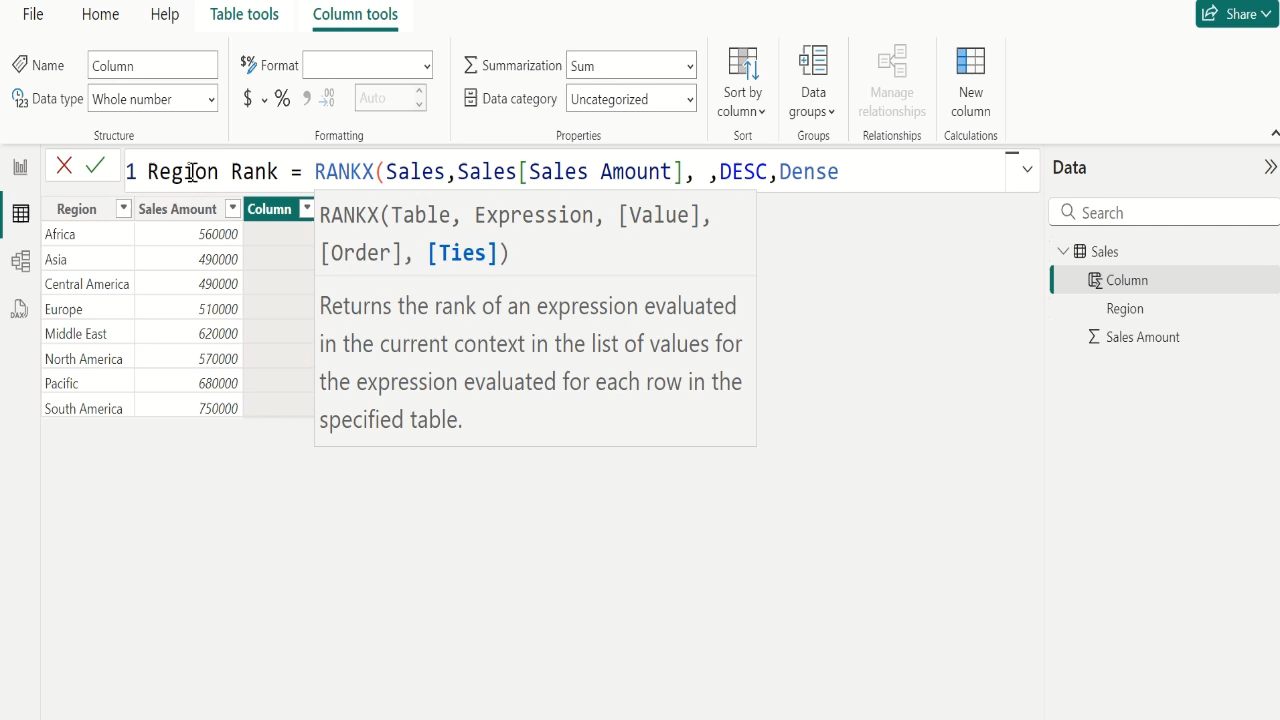 File Home Help Table tools Column tools Share
Name Column $% Format Summarization Sum
Data type Whole number $ % , .00 Auto Data category Uncategorized
Sort by column Data groups Manage relationships New column
Structure Formatting Properties Sort Groups Relationships Calculations
1 Region Rank = RANKX(Sales,Sales[Sales Amount], ,DESC,Dense
RANKX(Table, Expression, [Value],
[Order], [Ties])
Returns the rank of an expression evaluated
in the current context in the list of values for
the expression evaluated for each row in the
specified table.
Region Sales Amount Column
Africa 560000
Asia 490000
Central America 490000
Europe 510000
Middle East 620000
North America 570000
Pacific 680000
South America 750000
Data
Search
Sales
Column
Region
Sales Amount